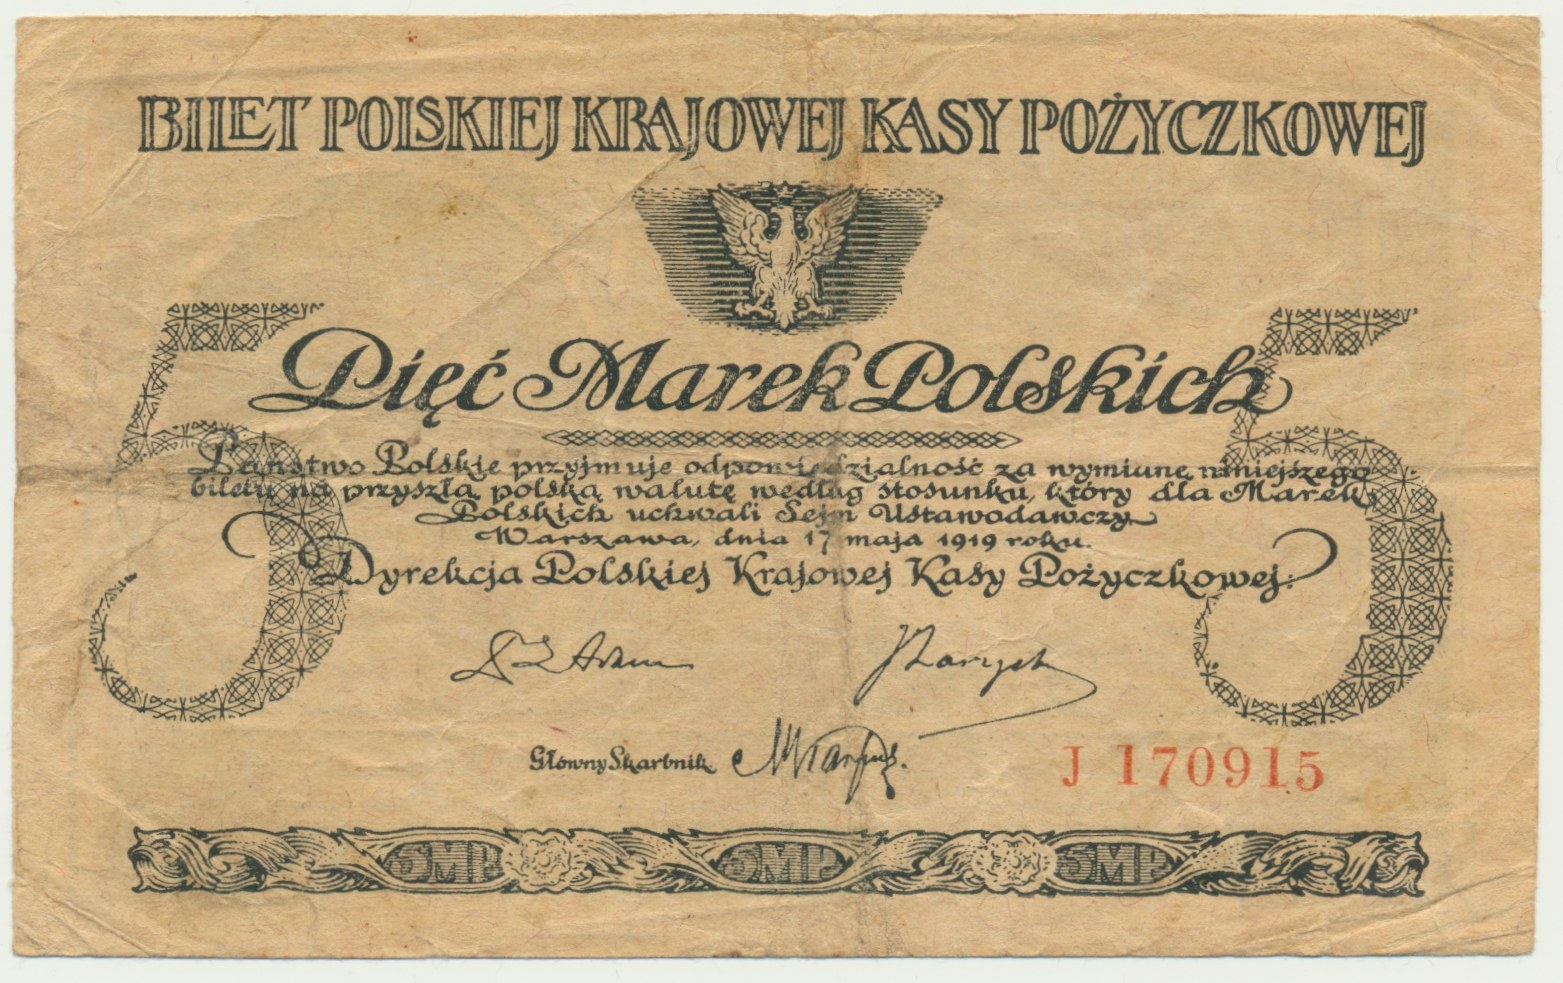 BILET POLSKIEJ KRAJOWEJ KASY POŻYCZKOWEJ
5 5
Pięć Marek Polskich
Państwo Polskie przyjmuje odpowiedzialność za wymianę niniejszego
biletu na przyszłą polską walutę według stosunku, który dla Marek
Polskich uchwali Sejm Ustawodawczy
Warszawa, dnia 17 maja 1919 roku.
Dyrekcja Polskiej Krajowej Kasy Pożyczkowej:
Główny Skarbnik
J 170915
5MP 5MP 5MP